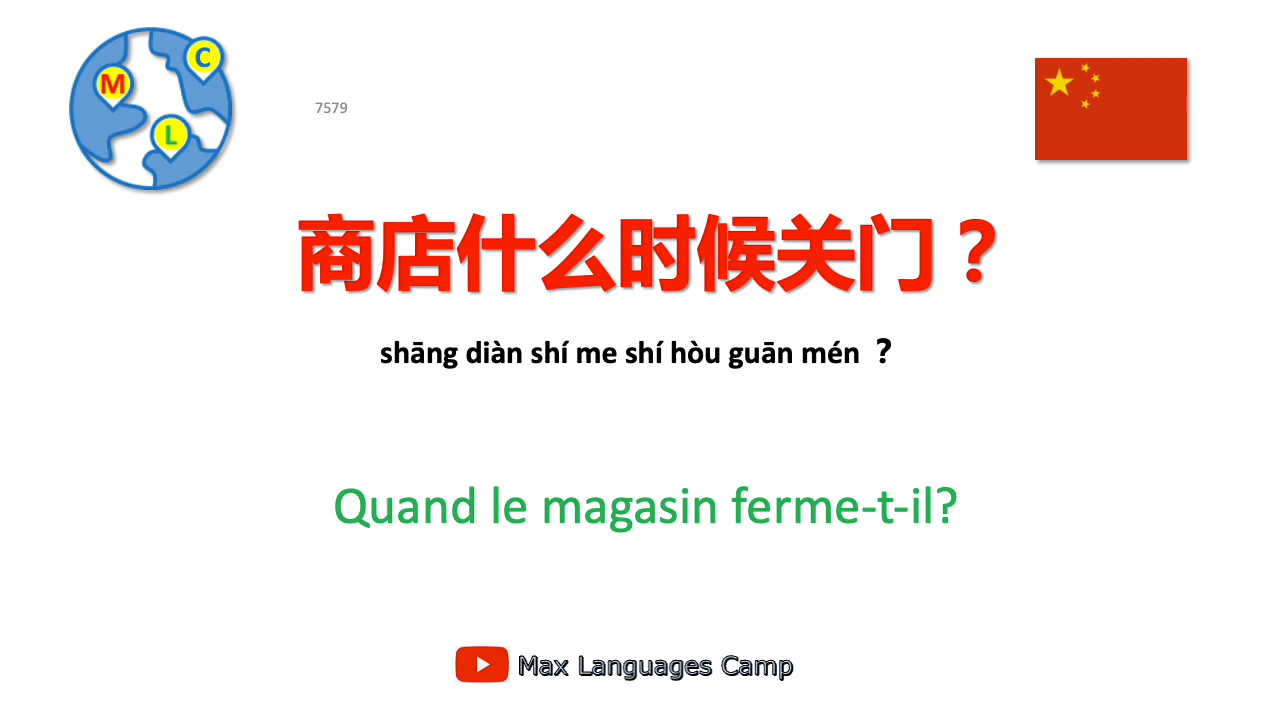 M
C
L
7579
商店什么时候关门？
shāng diàn shí me shí hòu guān mén ？
Quand le magasin ferme-t-il?
Max Languages Camp